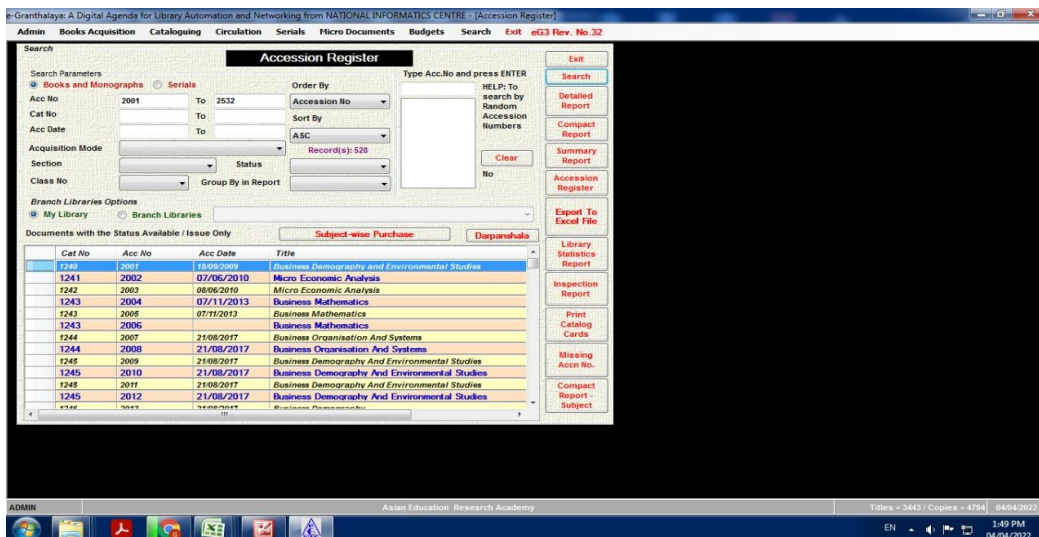 e-Granthalaya: A Digital Agenda for Library Automation and Networking from NATIONAL INFORMATICS CENTRE - [Accession Register]
Admin Books Acquisition Cataloguing Circulation Serials Micro Documents Budgets Search Exit eG3 Rev. No.32
Search
Accession Register
Search Parameters
Books and Monographs Serials
Order By
Type Acc.No and press ENTER
Acc No 2001 To 2532
Accession No
HELP: To
search by
Random
Accession
Numbers
Cat No To
Sort By
Acc Date To
ASC
Acquisition Mode
Record(s): 528
Section Status
Clear
No
Class No Group By in Report
Branch Libraries Options
My Library Branch Libraries
Documents with the Status Available / Issue Only
Subject-wise Purchase
Darpanshala
Cat No Acc No Acc Date Title
1240 2001 18/09/2009 Business Demography and Environmental Studies
1241 2002 07/06/2010 Micro Economic Analysis
1242 2003 08/06/2010 Micro Economic Analysis
1243 2004 07/11/2013 Business Mathematics
1243 2005 07/11/2013 Business Mathematics
1243 2006 Business Mathematics
1244 2007 21/08/2017 Business Organisation And Systems
1244 2008 21/08/2017 Business Organisation And Systems
1245 2009 21/08/2017 Business Demography And Environmental Studies
1245 2010 21/08/2017 Business Demography And Environmental Studies
1245 2011 21/08/2017 Business Demography And Environmental Studies
1245 2012 21/08/2017 Business Demography And Environmental Studies
1246 2013 21/08/2017 Business Demography
Exit
Search
Detailed
Report
Compact
Report
Summary
Report
Accession
Register
Export To
Excel File
Library
Statistics
Report
Inspection
Report
Print
Catalog
Cards
Missing
Accn No.
Compact
Report -
Subject
ADMIN
Asian Education Research Academy
Titles = 3443 / Copies = 4794 04/04/2022
EN
1:49 PM
04/04/2022